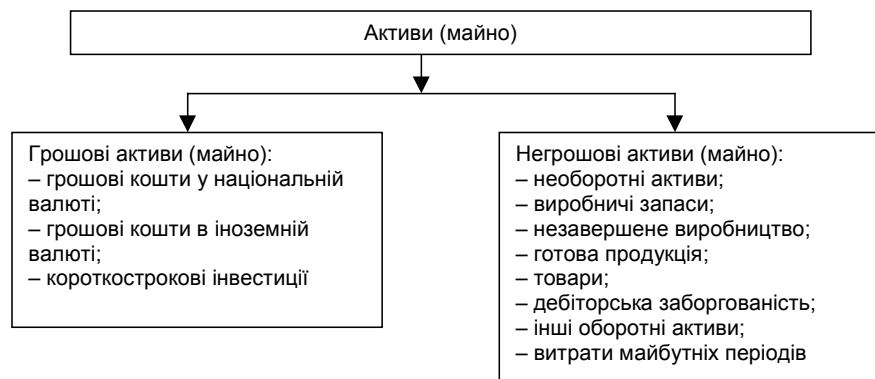 Активи (майно)
Грошові активи (майно):
– грошові кошти у національній
валюті;
– грошові кошти в іноземній
валюті;
– короткострокові інвестиції
Негрошові активи (майно):
– необоротні активи;
– виробничі запаси;
– незавершене виробництво;
– готова продукція;
– товари;
– дебіторська заборгованість;
– інші оборотні активи;
– витрати майбутніх періодів